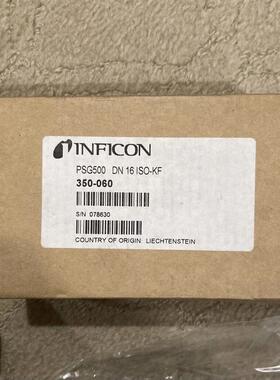 INFICON
PSG500 DN 16 ISO-KF
350-060
S/N 078630
COUNTRY OF ORIGIN: LIECHTENSTEIN